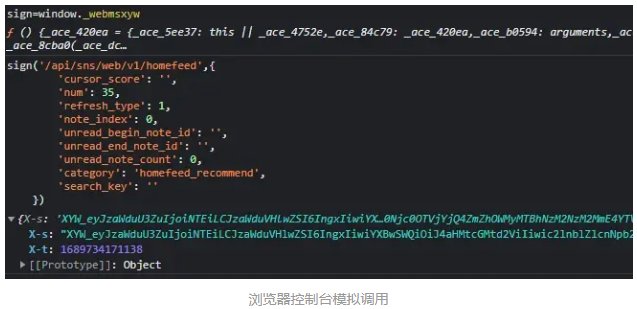 sign=window._webmsxyw
ƒ () {_ace_420ea = {_ace_5ee37: this || _ace_4752e,_ace_84c79: _ace_420ea,_ace_b0594: arguments,_ac
_ace_8cba0(_ace_dc…
sign('/api/sns/web/v1/homefeed',{
'cursor_score': '',
'num': 35,
'refresh_type': 1,
'note_index': 0,
'unread_begin_note_id': '',
'unread_end_note_id': '',
'unread_note_count': 0,
'category': 'homefeed_recommend',
'search_key': ''
})
▼{X-s: 'XYW_eyJzaWduU3ZuIjoiNTEiLCJzaWduVHlwZSI6IngxIiwiYX…0Njc0OTVjYjQ4ZmZhOWMyMTBhNzM2NzM2MmE4YTV
X-s: "XYW_eyJzaWduU3ZuIjoiNTEiLCJzaWduVHlwZSI6IngxIiwiYXBwSWQiOiJ4aHMtcGMtd2ViIiwic2lnblZlcnNpb2
X-t: 1689734171138
▶[[Prototype]]: Object
浏览器控制台模拟调用